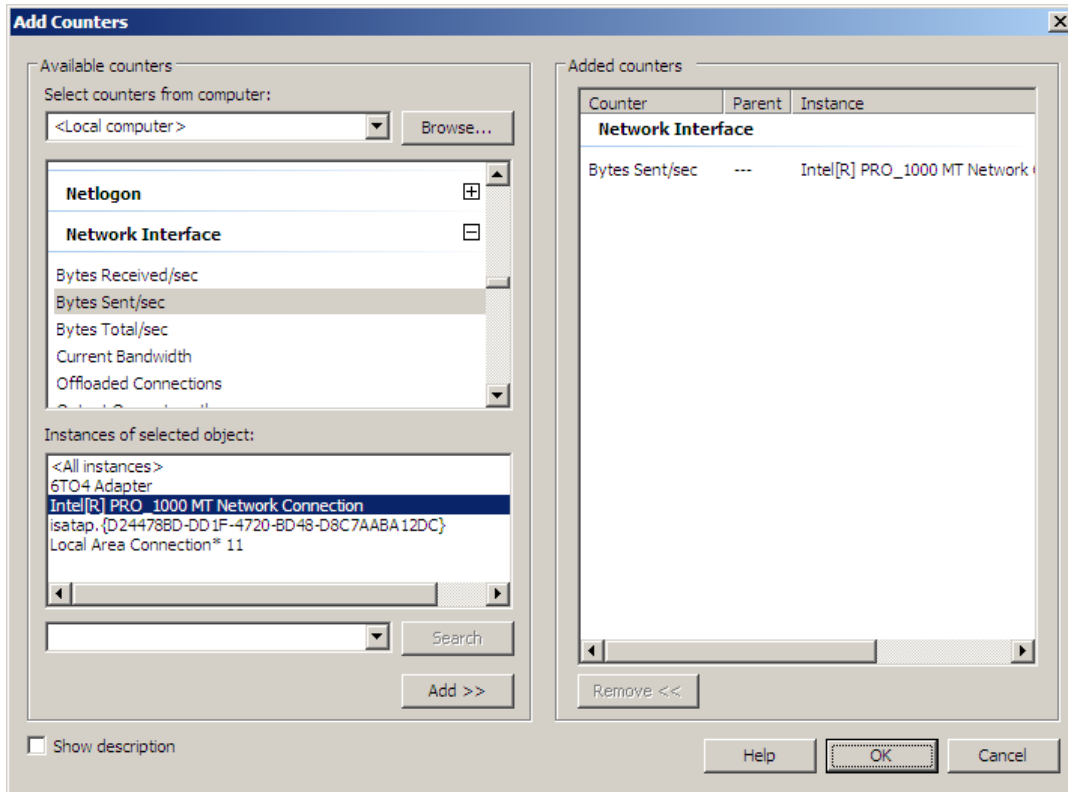 Add Counters
Available counters
Select counters from computer:
<Local computer>
Browse...
Netlogon
Network Interface
Bytes Received/sec
Bytes Sent/sec
Bytes Total/sec
Current Bandwidth
Offloaded Connections
Instances of selected object:
<All instances>
6TO4 Adapter
Intel[R] PRO_1000 MT Network Connection
isatap.{D24478BD-DD1F-4720-BD48-D8C7AABA12DC}
Local Area Connection* 11
Search
Add >>
Show description
Added counters
Counter Parent Instance
Network Interface
Bytes Sent/sec --- Intel[R] PRO_1000 MT Network
Remove <<
Help
OK
Cancel